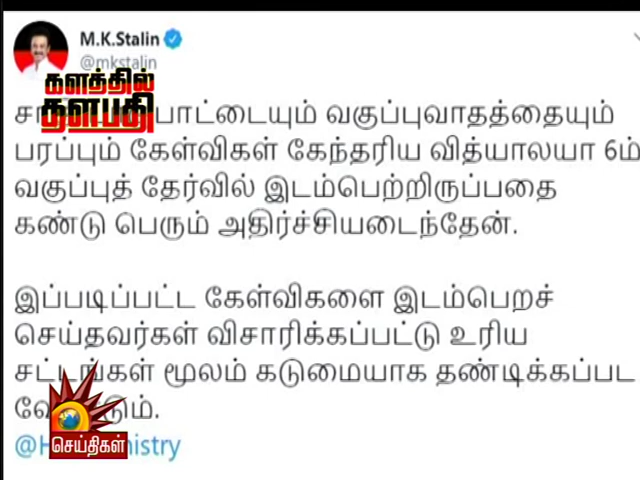 M.K.Stalin
@mkstalin
களத்தில்
தளபதி
பாட்டையும் வகுப்புவாதத்தையும்
பரப்பும் கேள்விகள் கேந்தரிய வித்யாலயா 6ம்
வகுப்புத் தேர்வில் இடம்பெற்றிருப்பதை
கண்டு பெரும் அதிர்ச்சியடைந்தேன்.
இப்படிப்பட்ட கேள்விகளை இடம்பெறச்
செய்தவர்கள் விசாரிக்கப்பட்டு உரிய
சட்டங்கள் மூலம் கடுமையாக தண்டிக்கப்பட
செய்திகள்